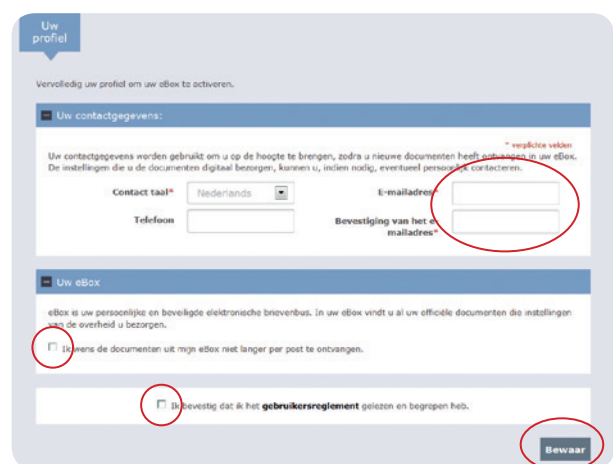 Uw
profiel
Vervolledig uw profiel om uw eBox te activeren.
Uw contactgegevens:
* verplichte velden
Uw contactgegevens worden gebruikt om u op de hoogte te brengen, zodra u nieuwe documenten heeft ontvangen in uw eBox.
De instellingen die u de documenten digitaal bezorgen, kunnen u, indien nodig, eventueel persoonlijk contacteren.
Contact taal* Nederlands E-mailadres*
Telefoon Bevestiging van het e-
mailadres*
Uw eBox
eBox is uw persoonlijke en beveiligde elektronische brievenbus. In uw eBox vindt u al uw officiële documenten die instellingen
van de overheid u bezorgen.
Ik wens de documenten uit mijn eBox niet langer per post te ontvangen.
Ik bevestig dat ik het gebruikersreglement gelezen en begrepen heb.
Bewaar